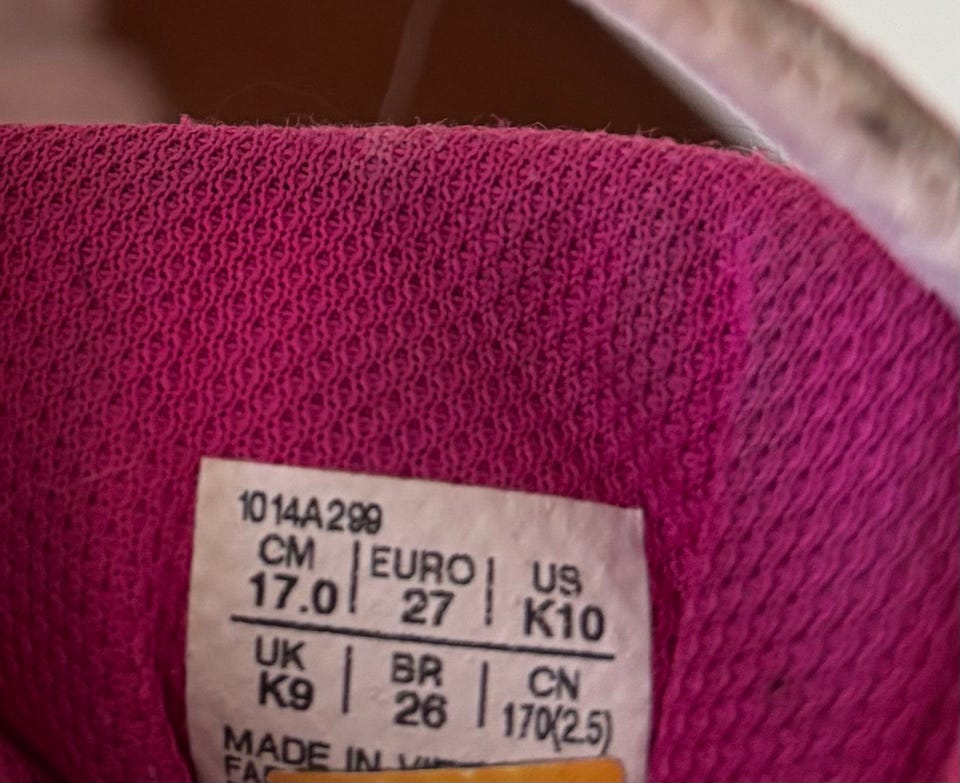 1014A299
CM | EURO | US
17.0 | 27 | K10
UK | BR | CN
K9 | 26 | 170(2.5)
MADE IN